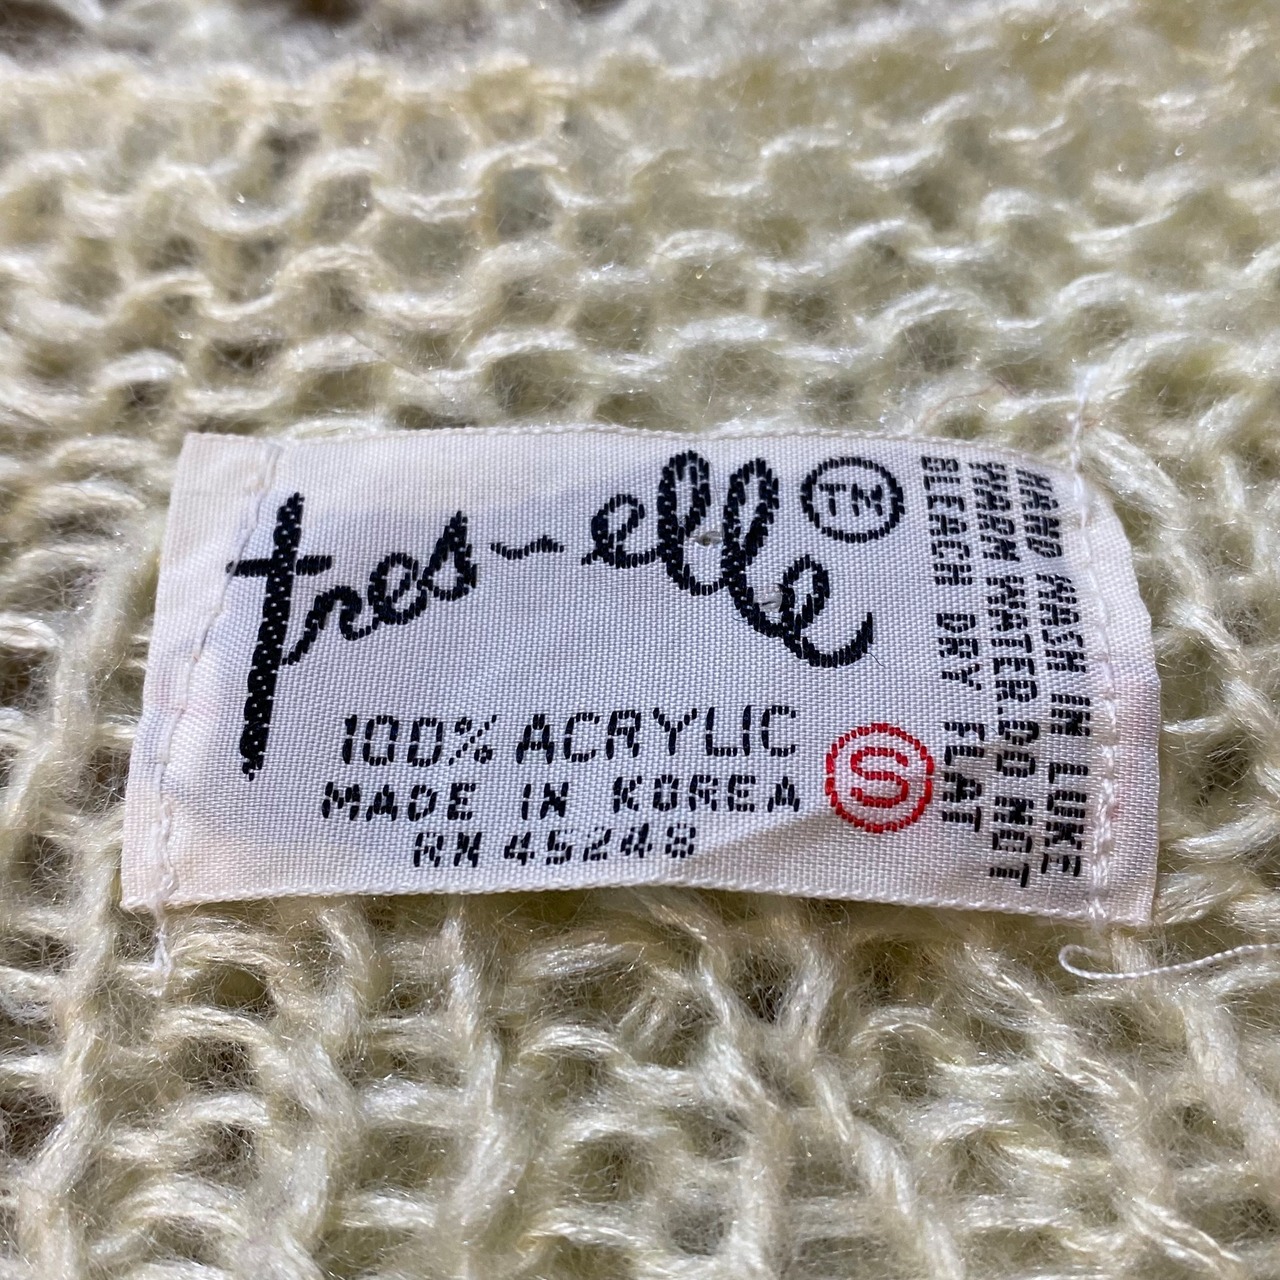 tres-elle TM
100% ACRYLIC
MADE IN KOREA
RN 45248
S
HAND WASH IN LUKE
WARM WATER.DO NOT
BLEACH DRY FLAT